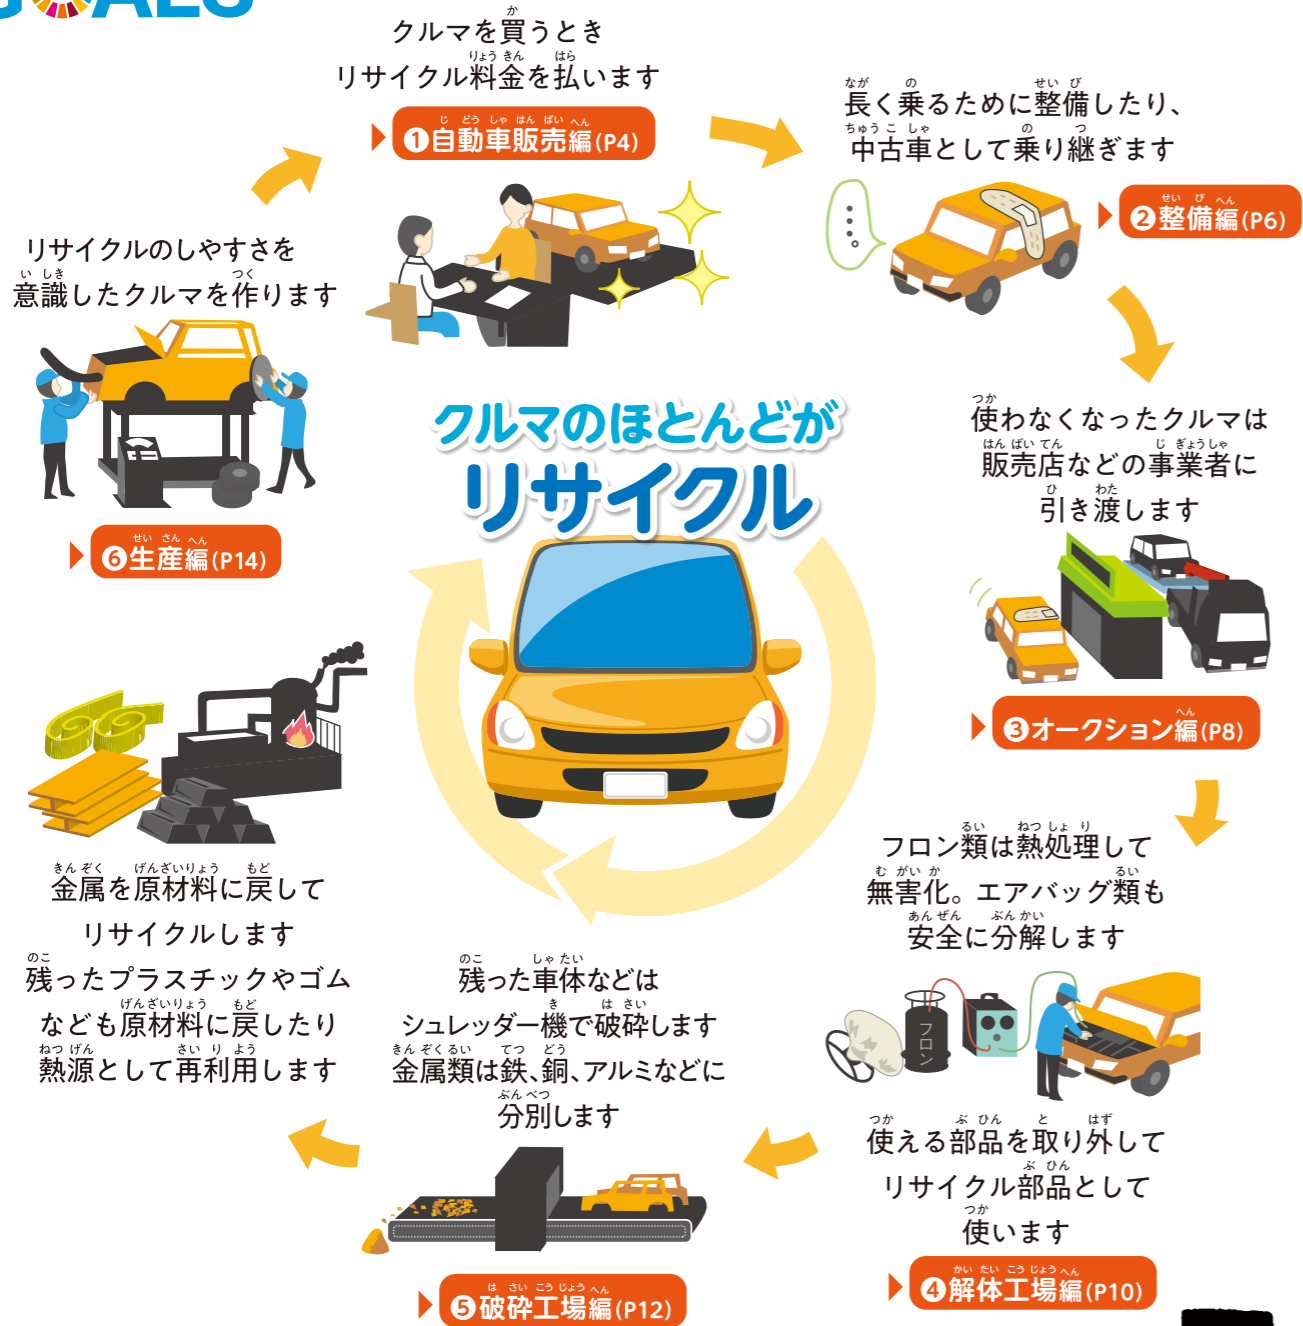 GOALS
クルマを買うとき
リサイクル料金を払います
❶自動車販売編(P4)
長く乗るために整備したり、
中古車として乗り継ぎます
❷整備編(P6)
使わなくなったクルマは
販売店などの事業者に
引き渡します
❸オークション編(P8)
フロン類は熱処理して
無害化。エアバッグ類も
安全に分解します
フロン
使える部品を取り外して
リサイクル部品として
使います
❹解体工場編(P10)
残った車体などは
シュレッダー機で破砕します
金属類は鉄、銅、アルミなどに
分別します
❺破砕工場編(P12)
金属を原材料に戻して
リサイクルします
残ったプラスチックやゴム
なども原材料に戻したり
熱源として再利用します
リサイクルのしやすさを
意識したクルマを作ります
❻生産編(P14)
クルマのほとんどが
リサイクル